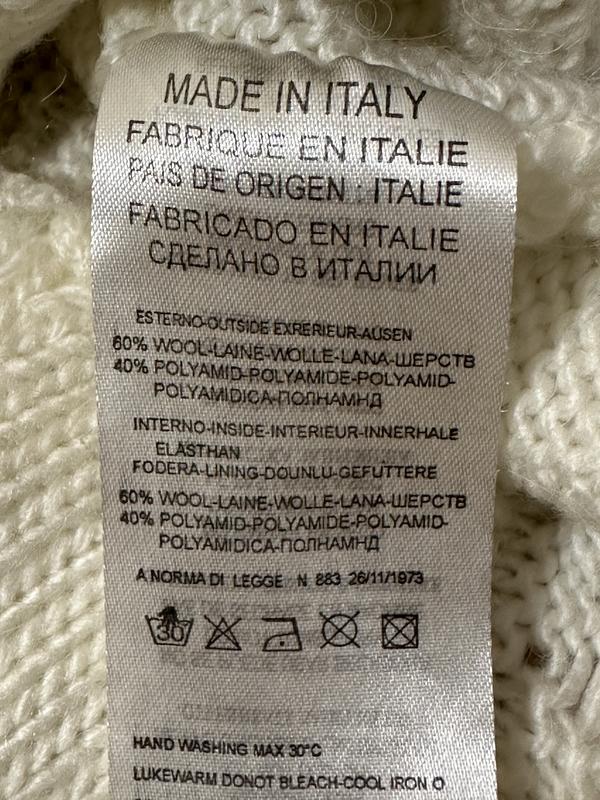 MADE IN ITALY
FABRIQUE EN ITALIE
PAIS DE ORIGEN : ITALIE
FABRICADO EN ITALIE
СДЕЛАНО В ИТАЛИИ
ESTERNO-OUTSIDE EXRERIEUR-AUSEN
60% WOOL-LAINE-WOLLE-LANA-ШЕРСТВ
40% POLYAMID-POLYAMIDE-POLYAMID-
POLYAMIDICA-ПОЛНАМНД
INTERNO-INSIDE-INTERIEUR-INNERHALE
ELASTHAN
FODERA-LINING-DOUNLU-GEFUTTERE
60% WOOL-LAINE-WOLLE-LANA-ШЕРСТВ
40% POLYAMID-POLYAMIDE-POLYAMID-
POLYAMIDICA-ПОЛНАМНД
A NORMA DI LEGGE N 883 26/11/1973
30
HAND WASHING MAX 30°C
LUKEWARM DONOT BLEACH-COOL IRON O